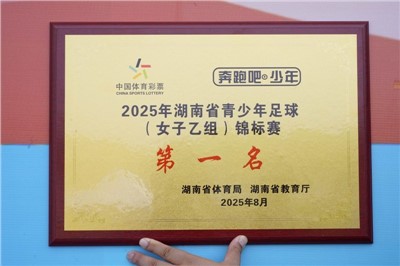 中国体育彩票
CHINA SPORTS LOTTERY
奔跑吧·少年
2025年湖南省青少年足球
（女子乙组）锦标赛
第一名
湖南省体育局 湖南省教育厅
2025年8月